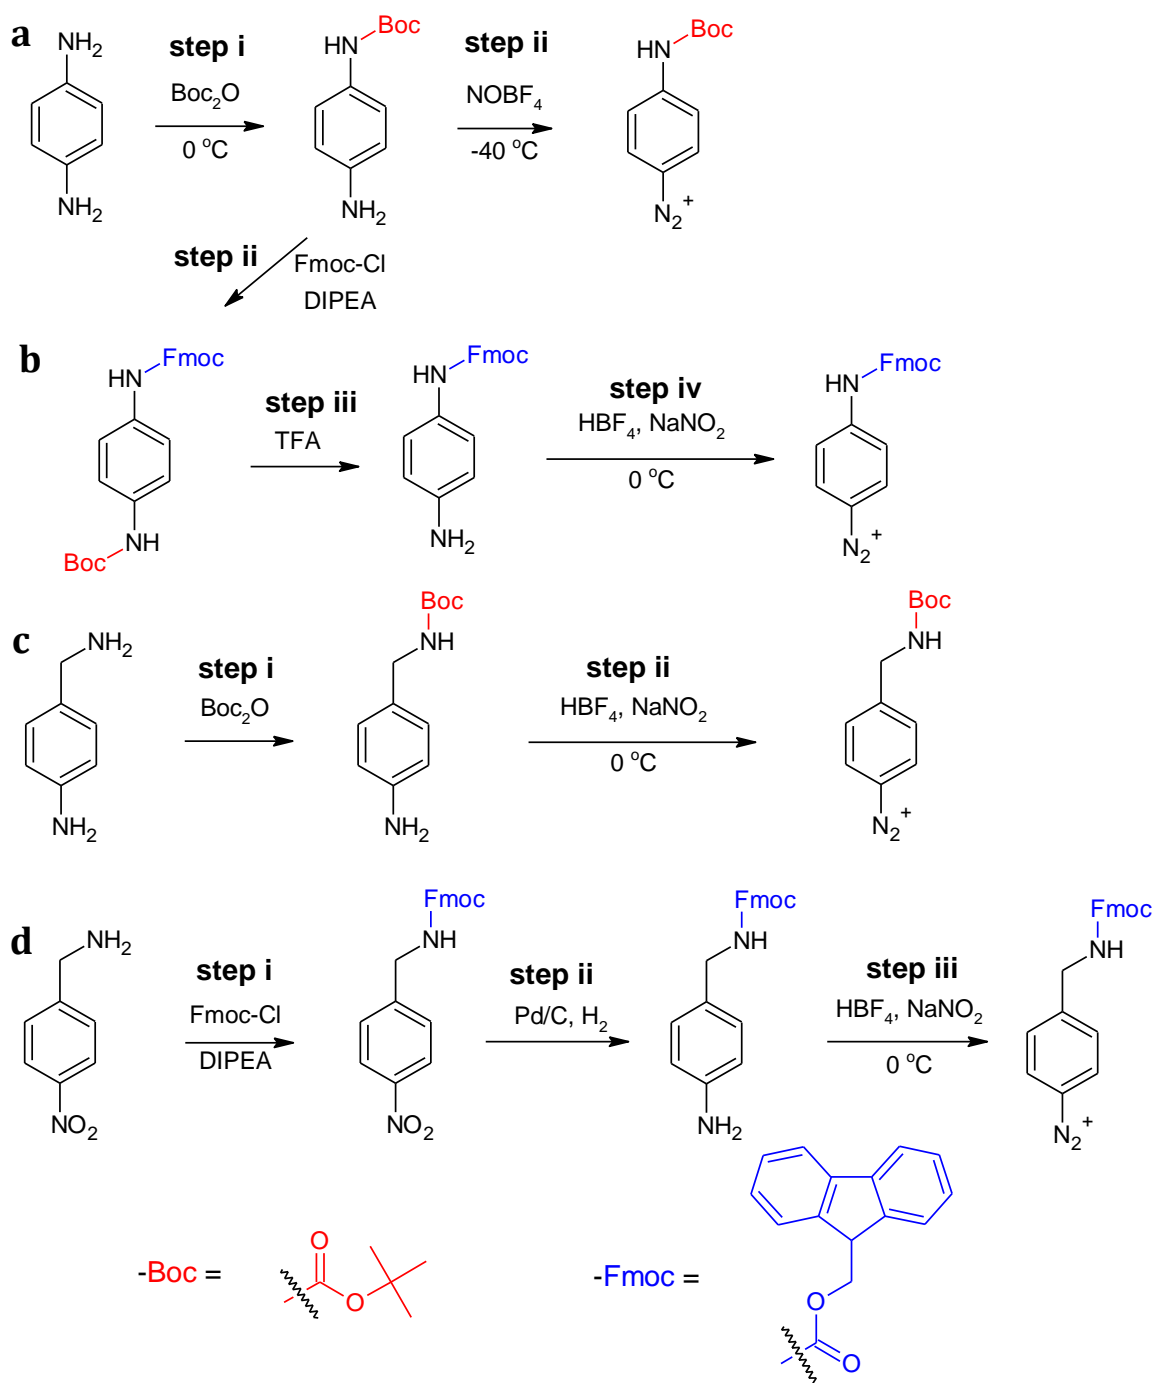 a
NH2
step i
Boc2O
0 °C
NH2
Boc
HN
step ii
NOBF4
-40 °C
NH2
Boc
HN
N2+
step ii
Fmoc-Cl
DIPEA
b
Fmoc
HN
step iii
TFA
Boc
NH
Fmoc
HN
NH2
step iv
HBF4, NaNO2
0 °C
Fmoc
HN
N2+
c
NH2
NH2
step i
Boc2O
Boc
NH
NH2
step ii
HBF4, NaNO2
0 °C
Boc
NH
N2+
d
NH2
NO2
step i
Fmoc-Cl
DIPEA
Fmoc
NH
NO2
step ii
Pd/C, H2
Fmoc
NH
NH2
step iii
HBF4, NaNO2
0 °C
Fmoc
NH
N2+
-Boc =
O
O
-Fmoc =
O
O